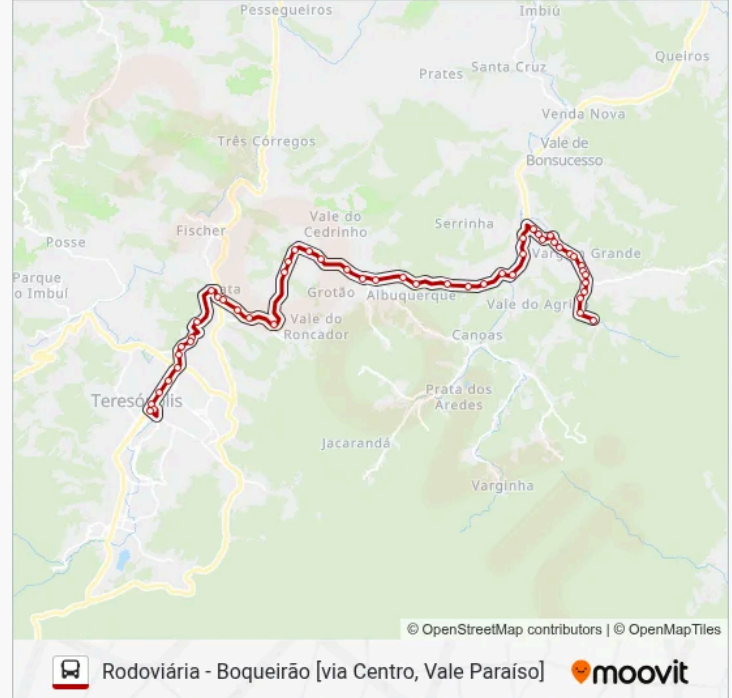 Pessegueiros
Imbiú
Queiros
Santa Cruz
Prates
Venda Nova
Três Córregos
Vale de
Bonsucesso
Vale do
Cedrinho
Serrinha
Fischer
Posse
Grande
Parque
o Imbuí
Grotão
Albuquerque
Vale do Agri
Vale do
Roncador
Canoas
Prata dos
Aredes
Jacarandá
Varginha
© OpenStreetMap contributors | © OpenMapTiles
Rodoviária - Boqueirão [via Centro, Vale Paraíso]
moovit